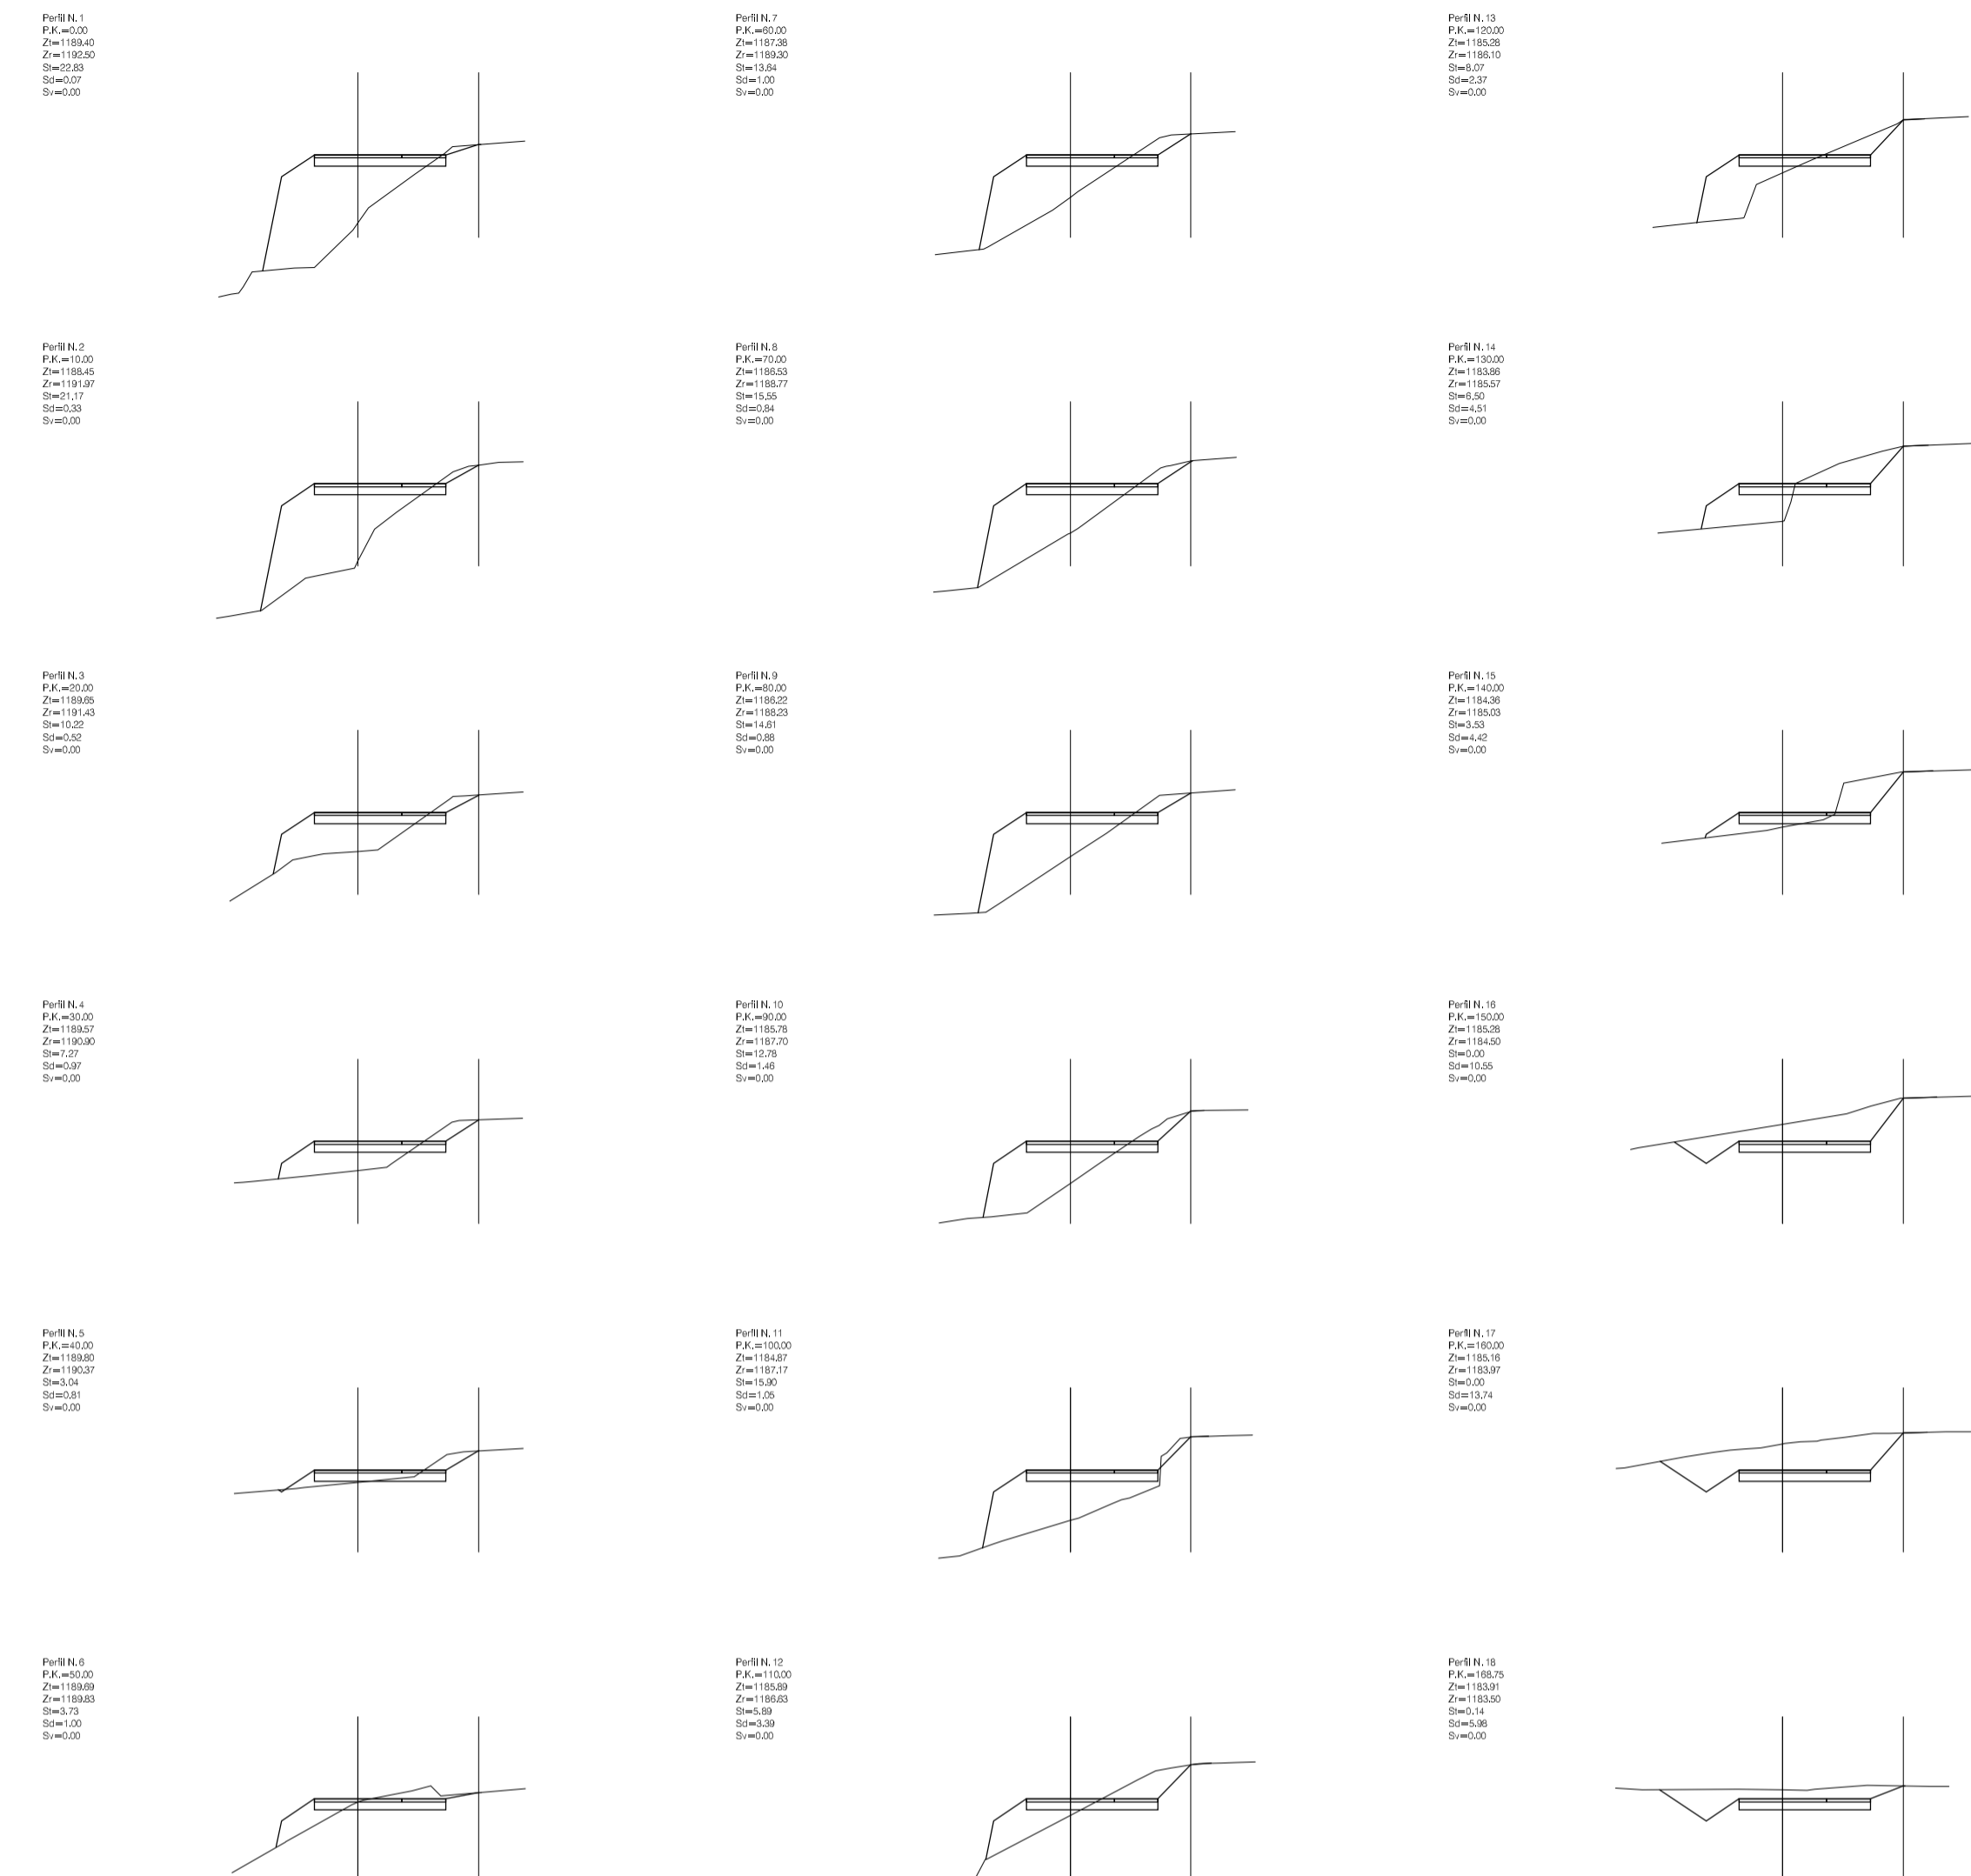 Perfil N. 1
P.K.=0.00
Zt=1189.40
Zr=1192.50
St=22.83
Sd=0.07
Sv=0.00
Perfil N. 2
P.K.=10.00
Zt=1188.45
Zr=1191.97
St=21.17
Sd=0.33
Sv=0.00
Perfil N. 3
P.K.=20.00
Zt=1189.65
Zr=1191.43
St=10.22
Sd=0.52
Sv=0.00
Perfil N. 4
P.K.=30.00
Zt=1189.57
Zr=1190.90
St=7.27
Sd=0.97
Sv=0.00
Perfil N. 5
P.K.=40.00
Zt=1189.80
Zr=1190.37
St=3.04
Sd=0.81
Sv=0.00
Perfil N. 6
P.K.=50.00
Zt=1189.69
Zr=1189.83
St=3.73
Sd=1.00
Sv=0.00
Perfil N. 7
P.K.=60.00
Zt=1187.38
Zr=1189.30
St=13.64
Sd=1.00
Sv=0.00
Perfil N. 8
P.K.=70.00
Zt=1186.53
Zr=1188.77
St=15.55
Sd=0.84
Sv=0.00
Perfil N. 9
P.K.=80.00
Zt=1186.22
Zr=1188.23
St=14.61
Sd=0.88
Sv=0.00
Perfil N. 10
P.K.=90.00
Zt=1185.78
Zr=1187.70
St=12.78
Sd=1.46
Sv=0.00
Perfil N. 11
P.K.=100.00
Zt=1184.87
Zr=1187.17
St=15.90
Sd=1.05
Sv=0.00
Perfil N. 12
P.K.=110.00
Zt=1185.89
Zr=1186.63
St=5.89
Sd=3.39
Sv=0.00
Perfil N. 13
P.K.=120.00
Zt=1185.28
Zr=1186.10
St=8.07
Sd=2.37
Sv=0.00
Perfil N. 14
P.K.=130.00
Zt=1183.86
Zr=1185.57
St=6.50
Sd=4.51
Sv=0.00
Perfil N. 15
P.K.=140.00
Zt=1184.36
Zr=1185.03
St=3.53
Sd=4.42
Sv=0.00
Perfil N. 16
P.K.=150.00
Zt=1185.28
Zr=1184.50
St=0.00
Sd=10.55
Sv=0.00
Perfil N. 17
P.K.=160.00
Zt=1185.16
Zr=1183.97
St=0.00
Sd=13.74
Sv=0.00
Perfil N. 18
P.K.=168.75
Zt=1183.91
Zr=1183.50
St=0.14
Sd=5.98
Sv=0.00